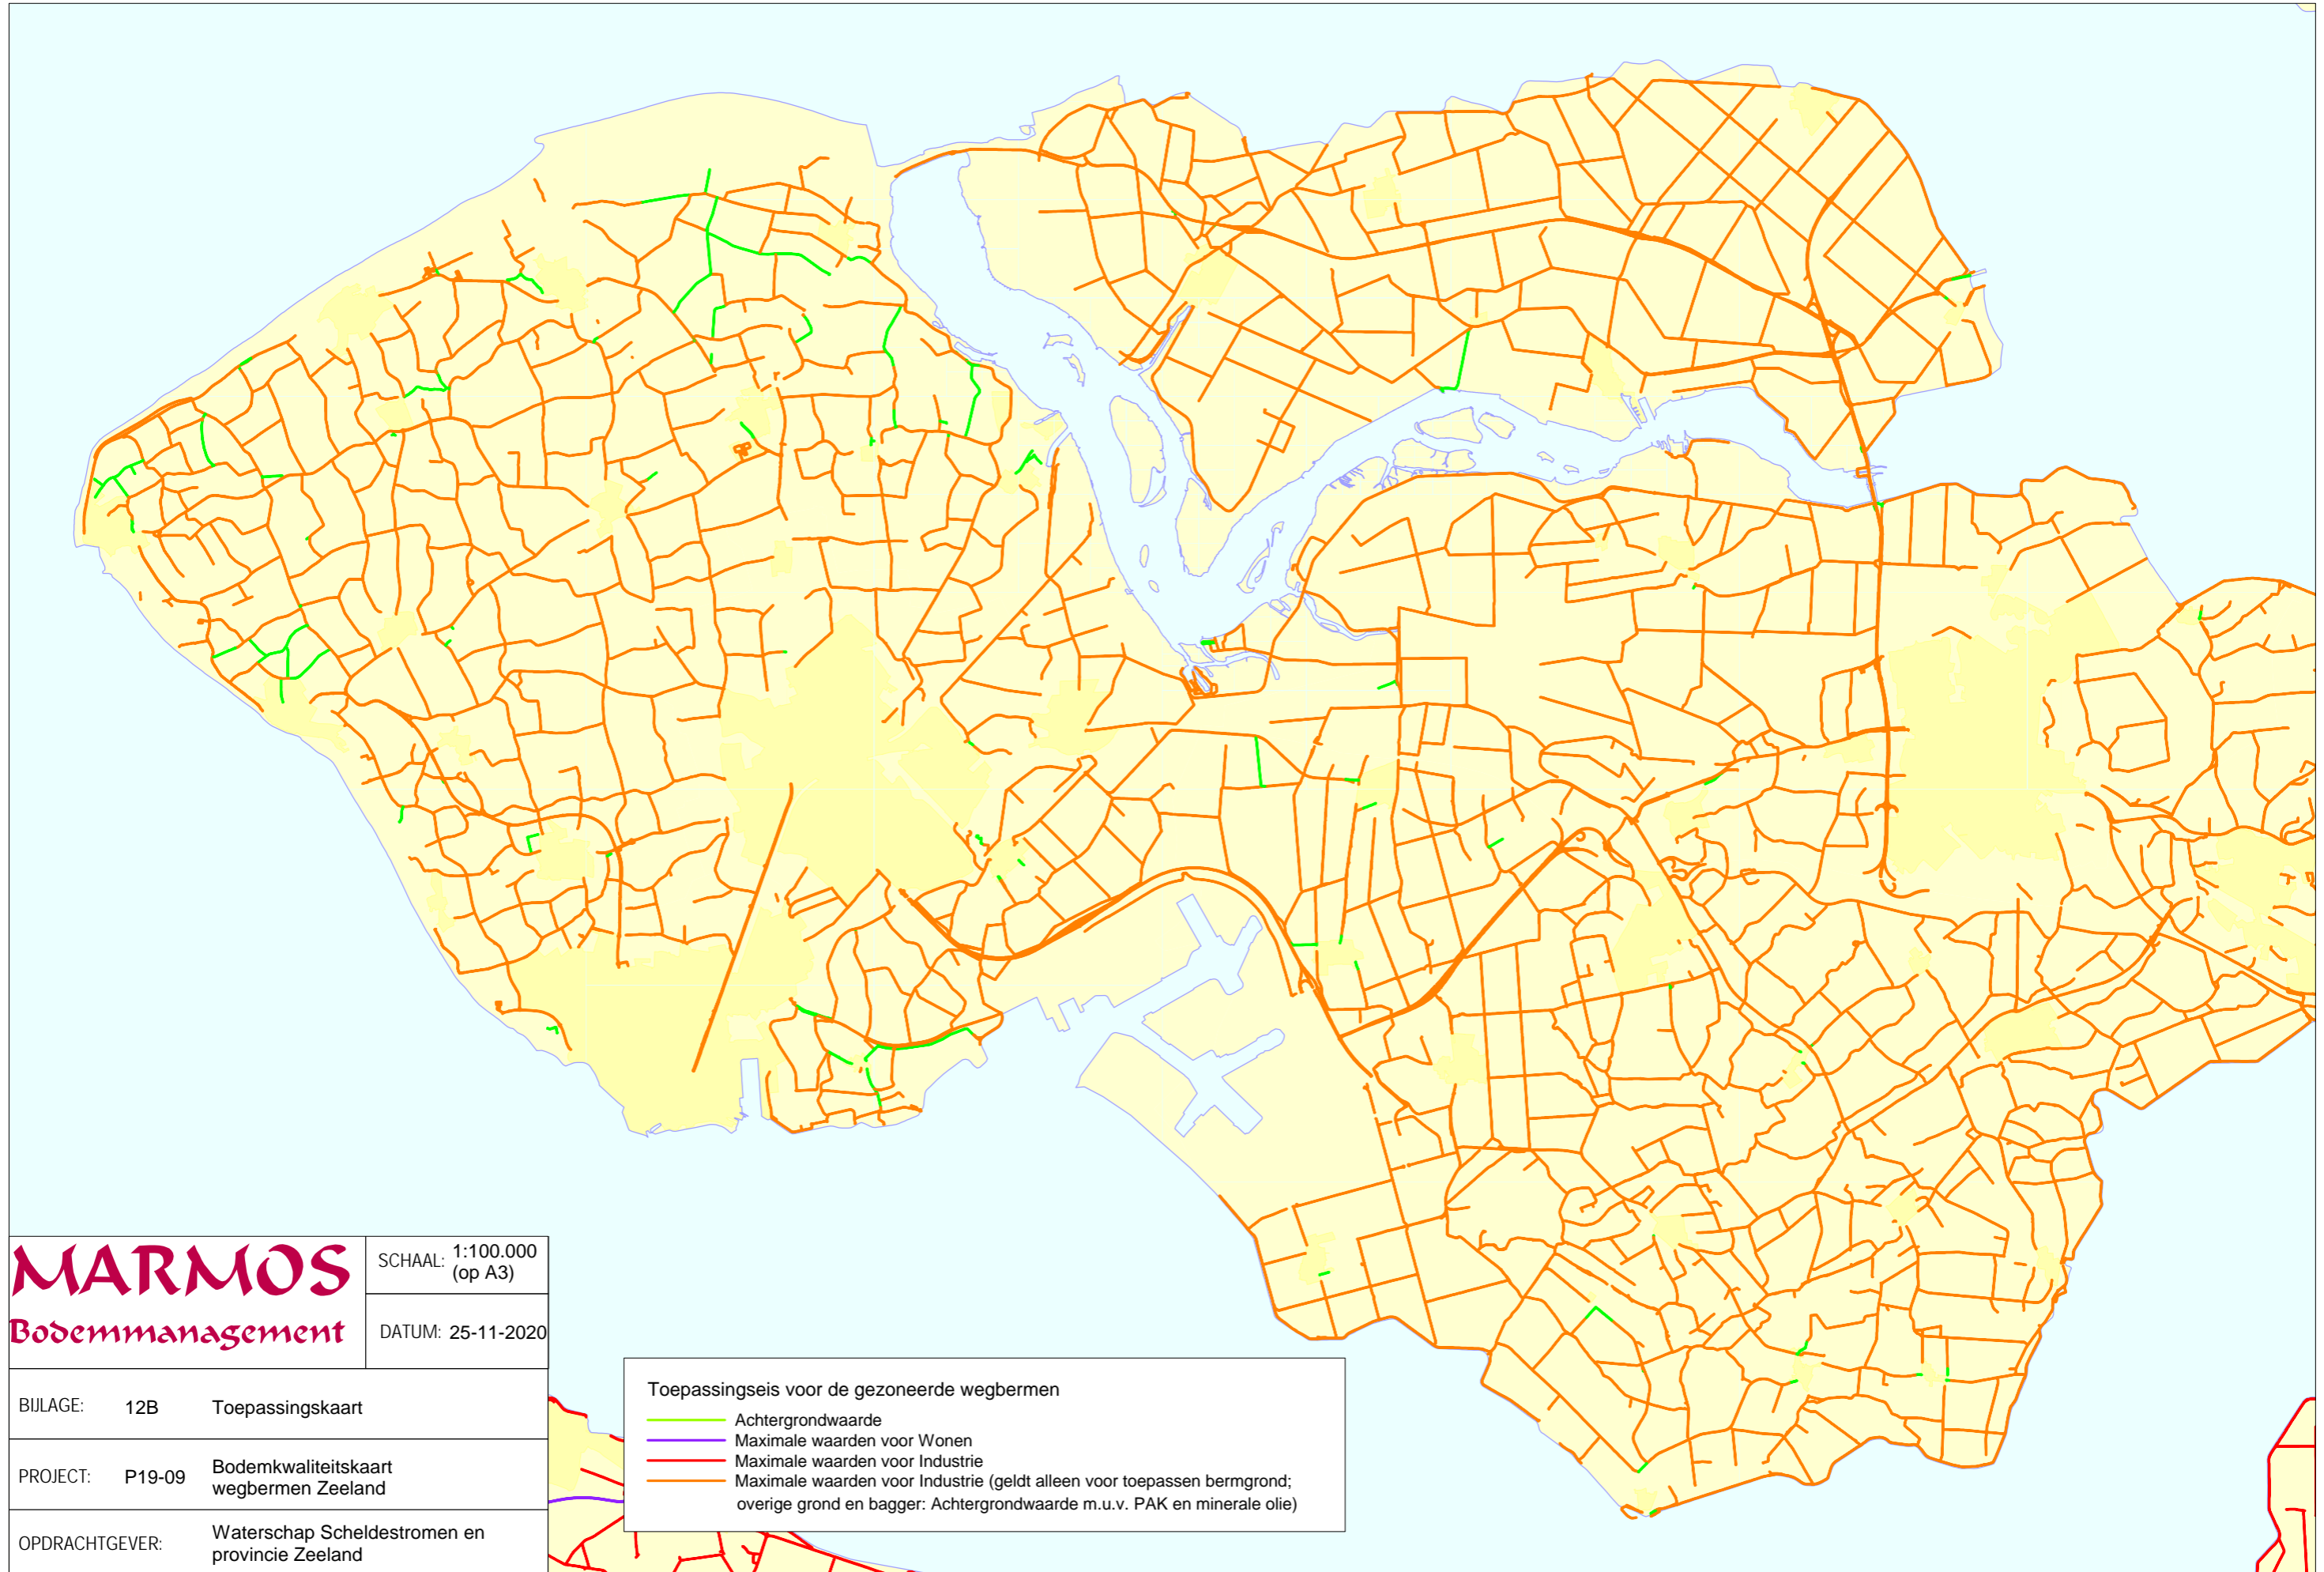 MARMOS
Bodemmanagement
SCHAAL: 1:100.000
(op A3)
DATUM: 25-11-2020
BIJLAGE: 12B Toepassingskaart
PROJECT: P19-09 Bodemkwaliteitskaart
wegbermen Zeeland
OPDRACHTGEVER: Waterschap Scheldestromen en
provincie Zeeland
Toepassingseis voor de gezoneerde wegbermen
Achtergrondwaarde
Maximale waarden voor Wonen
Maximale waarden voor Industrie
Maximale waarden voor Industrie (geldt alleen voor toepassen bermgrond;
overige grond en bagger: Achtergrondwaarde m.u.v. PAK en minerale olie)